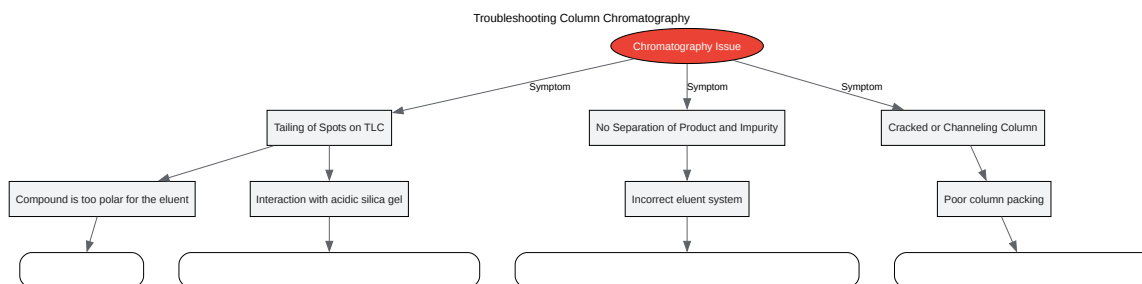 Troubleshooting Column Chromatography
Chromatography Issue
Symptom
Symptom
Symptom
Tailing of Spots on TLC
No Separation of Product and Impurity
Cracked or Channeling Column
Compound is too polar for the eluent
Interaction with acidic silica gel
Incorrect eluent system
Poor column packing